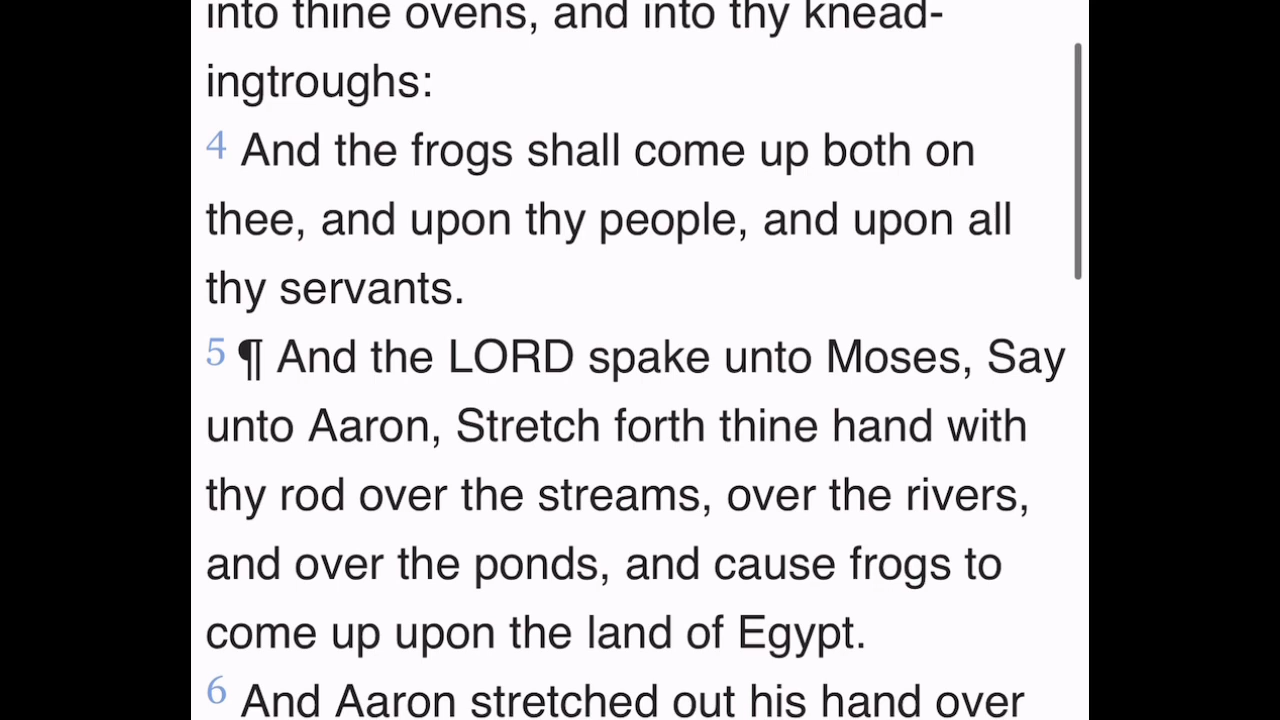 into thine ovens, and into thy knead-
ingtroughs:
4 And the frogs shall come up both on
thee, and upon thy people, and upon all
thy servants.
5 ¶ And the LORD spake unto Moses, Say
unto Aaron, Stretch forth thine hand with
thy rod over the streams, over the rivers,
and over the ponds, and cause frogs to
come up upon the land of Egypt.
6 And Aaron stretched out his hand over